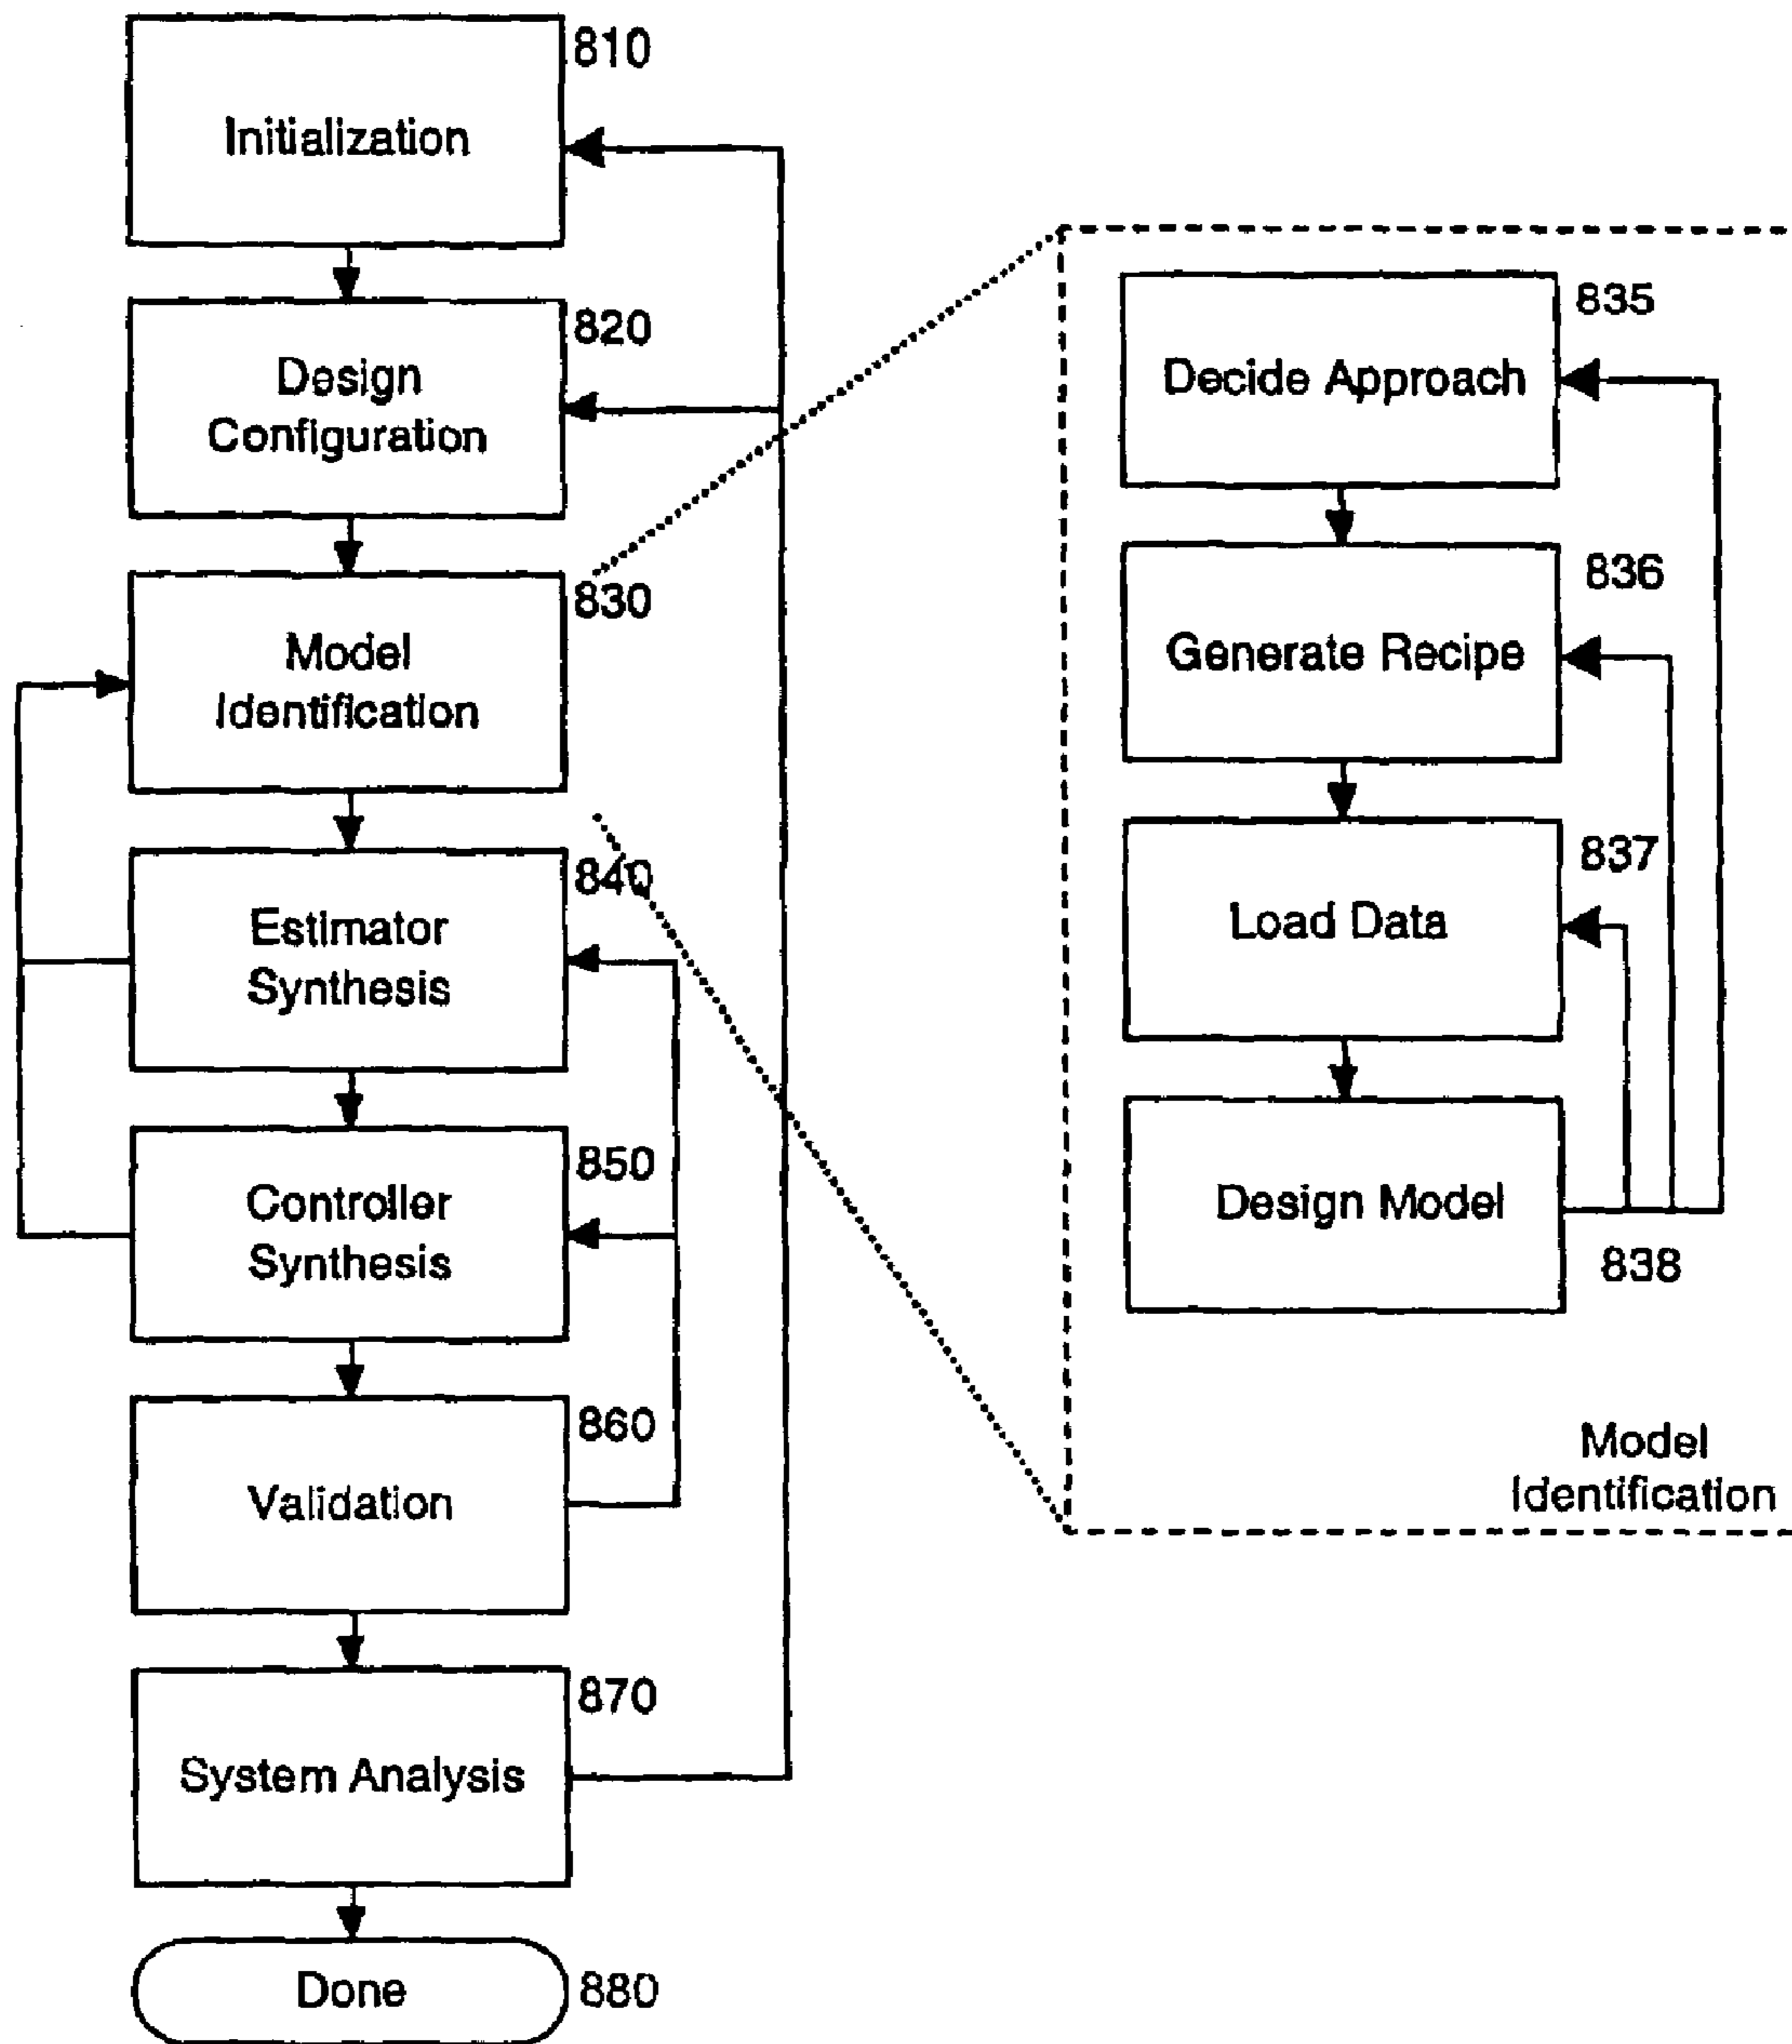 810
Initialization
820
Design
Configuration
830
Model
Identification
840
Estimator
Synthesis
850
Controller
Synthesis
860
Validation
870
System Analysis
Done
880
835
Decide Approach
836
Generate Recipe
837
Load Data
Design Model
838
Model
Identification